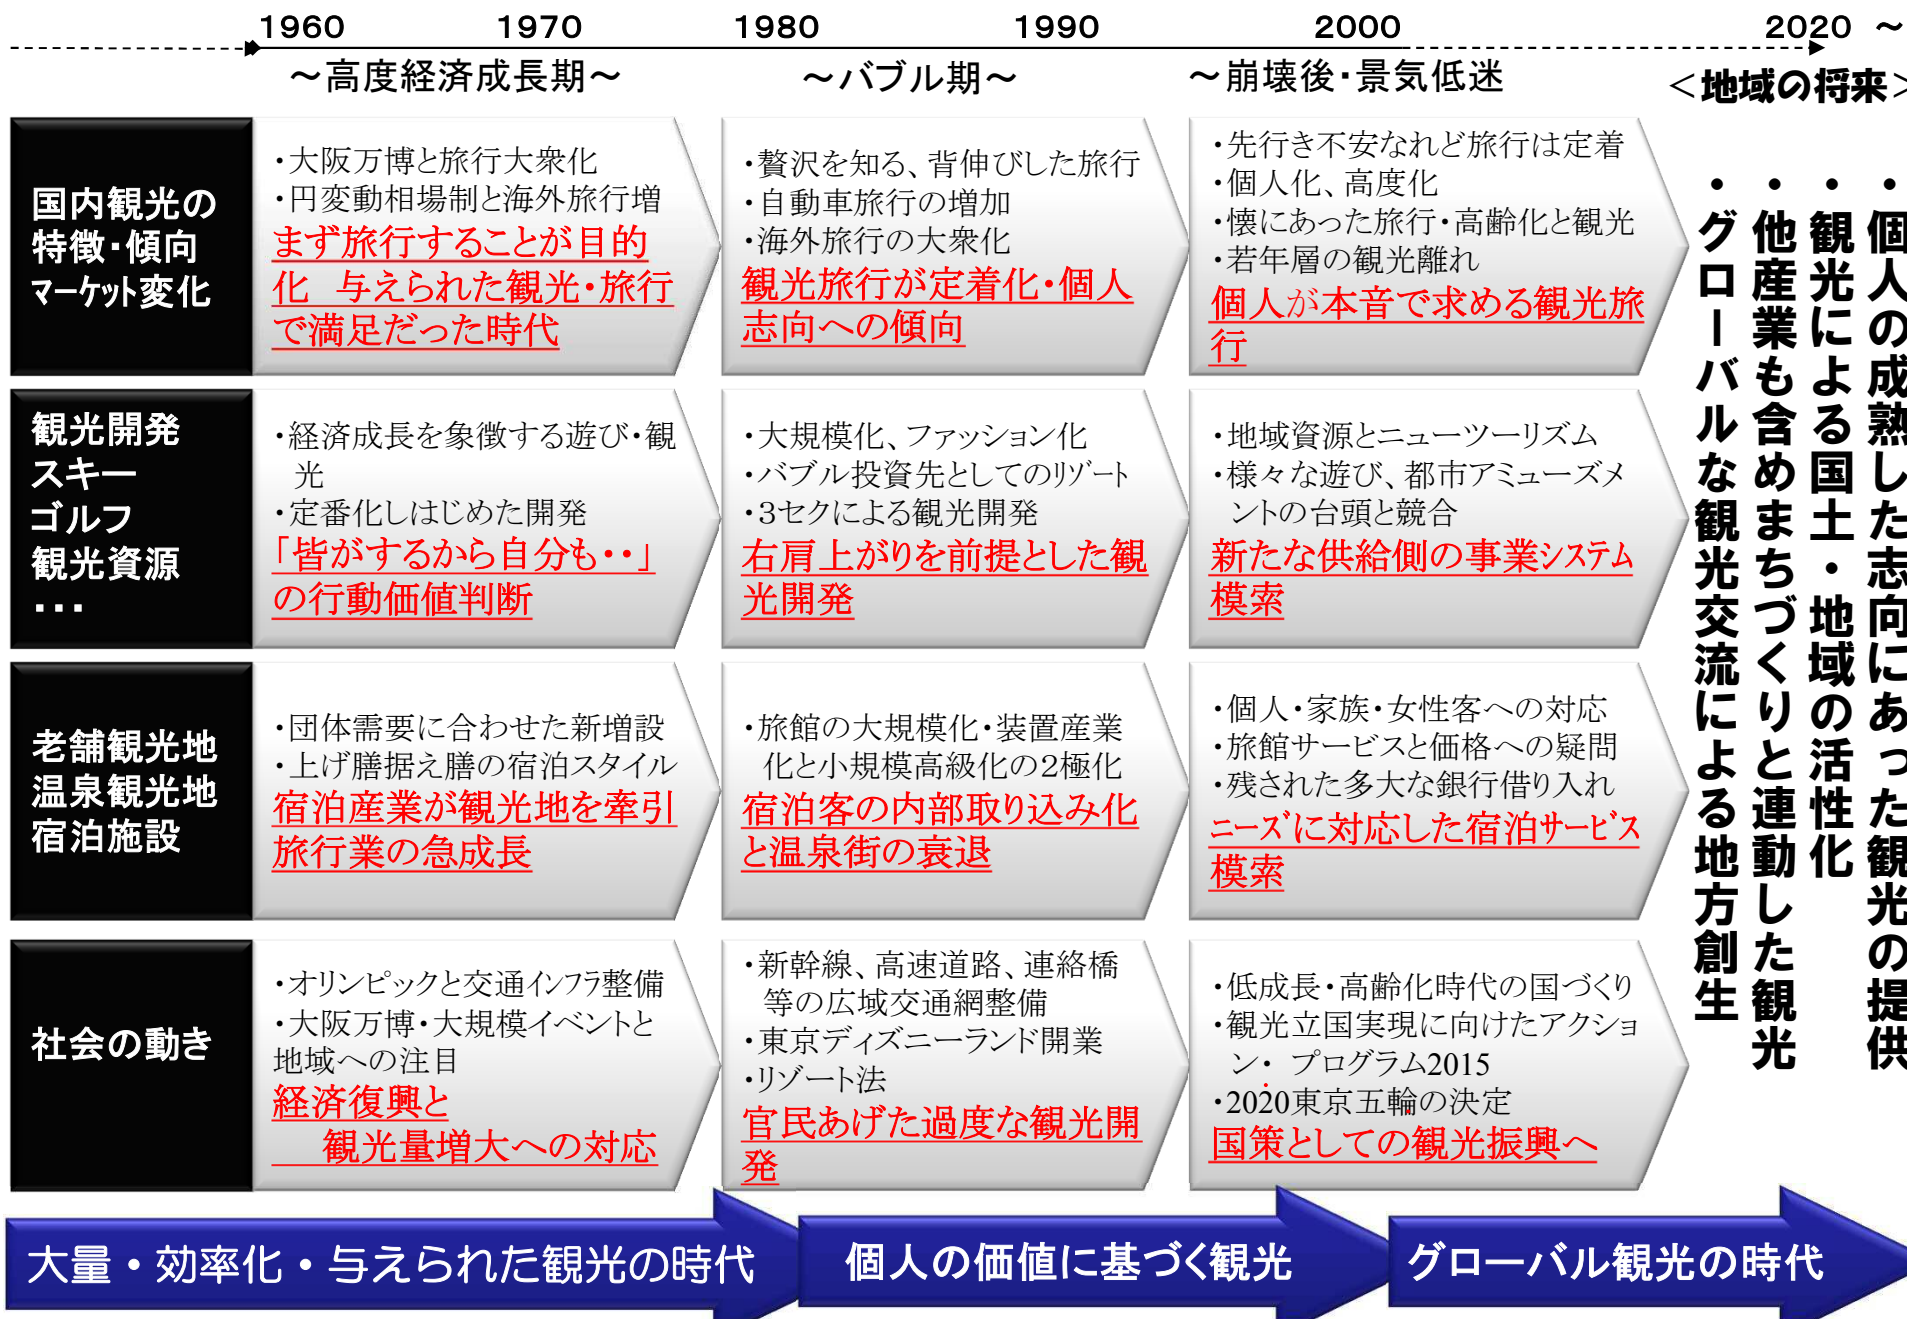 1960 1970 1980 1990 2000 2020 ～
～高度経済成長期～ ～バブル期～ ～崩壊後・景気低迷 ＜地域の将来＞
国内観光の
特徴・傾向
マーケット変化
・大阪万博と旅行大衆化
・円変動相場制と海外旅行増
まず旅行することが目的
化　与えられた観光・旅行
で満足だった時代
・贅沢を知る、背伸びした旅行
・自動車旅行の増加
・海外旅行の大衆化
観光旅行が定着化・個人
志向への傾向
・先行き不安なれど旅行は定着
・個人化、高度化
・懐にあった旅行・高齢化と観光
・若年層の観光離れ
個人が本音で求める観光旅
行
観光開発
スキー
ゴルフ
観光資源
・・・
・経済成長を象徴する遊び・観
光
・定番化しはじめた開発
「皆がするから自分も・・」
の行動価値判断
・大規模化、ファッション化
・バブル投資先としてのリゾート
・3セクによる観光開発
右肩上がりを前提とした観
光開発
・地域資源とニューツーリズム
・様々な遊び、都市アミューズメ
ントの台頭と競合
新たな供給側の事業システム
模索
老舗観光地
温泉観光地
宿泊施設
・団体需要に合わせた新増設
・上げ膳据え膳の宿泊スタイル
宿泊産業が観光地を牽引
旅行業の急成長
・旅館の大規模化・装置産業
化と小規模高級化の2極化
宿泊客の内部取り込み化
と温泉街の衰退
・個人・家族・女性客への対応
・旅館サービスと価格への疑問
・残された多大な銀行借り入れ
ニーズに対応した宿泊サービス
模索
社会の動き
・オリンピックと交通インフラ整備
・大阪万博・大規模イベントと
地域への注目
経済復興と
観光量増大への対応
・新幹線、高速道路、連絡橋
等の広域交通網整備
・東京ディズニーランド開業
・リゾート法
官民あげた過度な観光開
発
・低成長・高齢化時代の国づくり
・観光立国実現に向けたアクショ
ン・ プログラム2015
・2020東京五輪の決定
国策としての観光振興へ
・個人の成熟した志向にあった観光の提供
・観光による国土・地域の活性化
・他産業も含めまちづくりと連動した観光
・グローバルな観光交流による地方創生
大量・効率化・与えられた観光の時代
個人の価値に基づく観光
グローバル観光の時代